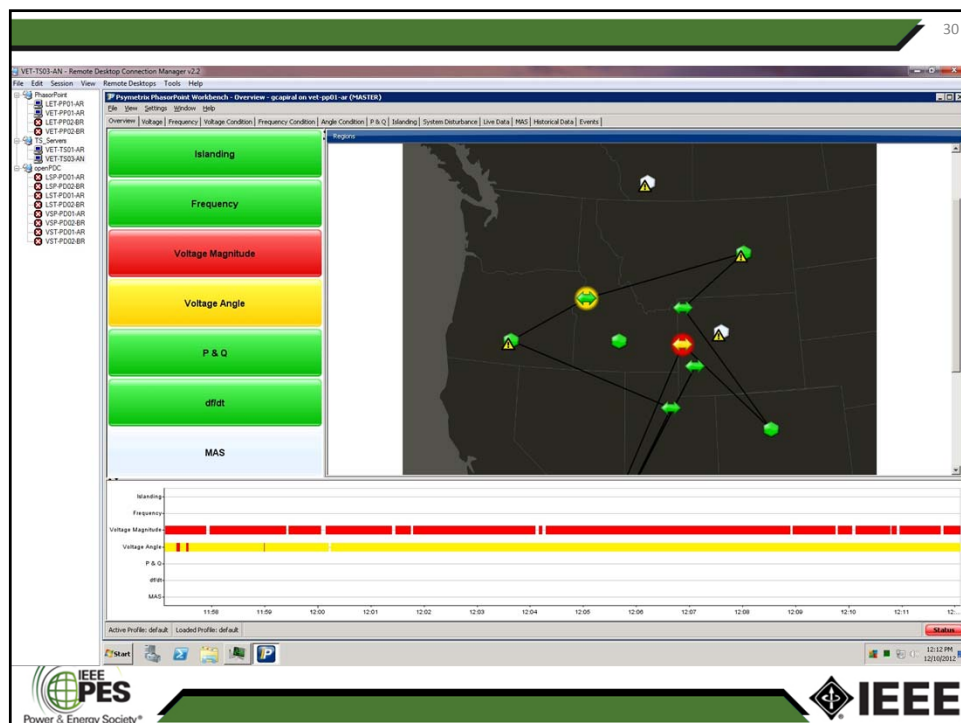 30
VET-TS03-AN - Remote Desktop Connection Manager v2.2
File Edit Session View Remote Desktops Tools Help
PhasorPoint
LET-PP01-AR
VET-PP01-AR
LET-PP02-BR
VET-PP02-BR
TS_Servers
VET-TS01-AR
VET-TS03-AN
openPDC
LSP-PD01-AR
LSP-PD02-BR
LST-PD01-AR
LST-PD02-BR
VSP-PD01-AR
VSP-PD02-BR
VST-PD01-AR
VST-PD02-BR
Psymetrix PhasorPoint Workbench - Overview - gcapiral on vet-pp01-ar (MASTER)
File View Settings Window Help
Overview Voltage Frequency Voltage Condition Frequency Condition Angle Condition P & Q Islanding System Disturbance Live Data MAS Historical Data Events
Islanding
Frequency
Voltage Magnitude
Voltage Angle
P & Q
df/dt
MAS
Regions
Islanding
Frequency
Voltage Magnitude
Voltage Angle
P & Q
df/dt
MAS
11:58 11:59 12:00 12:01 12:02 12:03 12:04 12:05 12:06 12:07 12:08 12:09 12:10 12:11 12:...
Active Profile: default Loaded Profile: default
Status
Start
12:12 PM
12/10/2012
IEEE
PES
Power & Energy Society®
IEEE